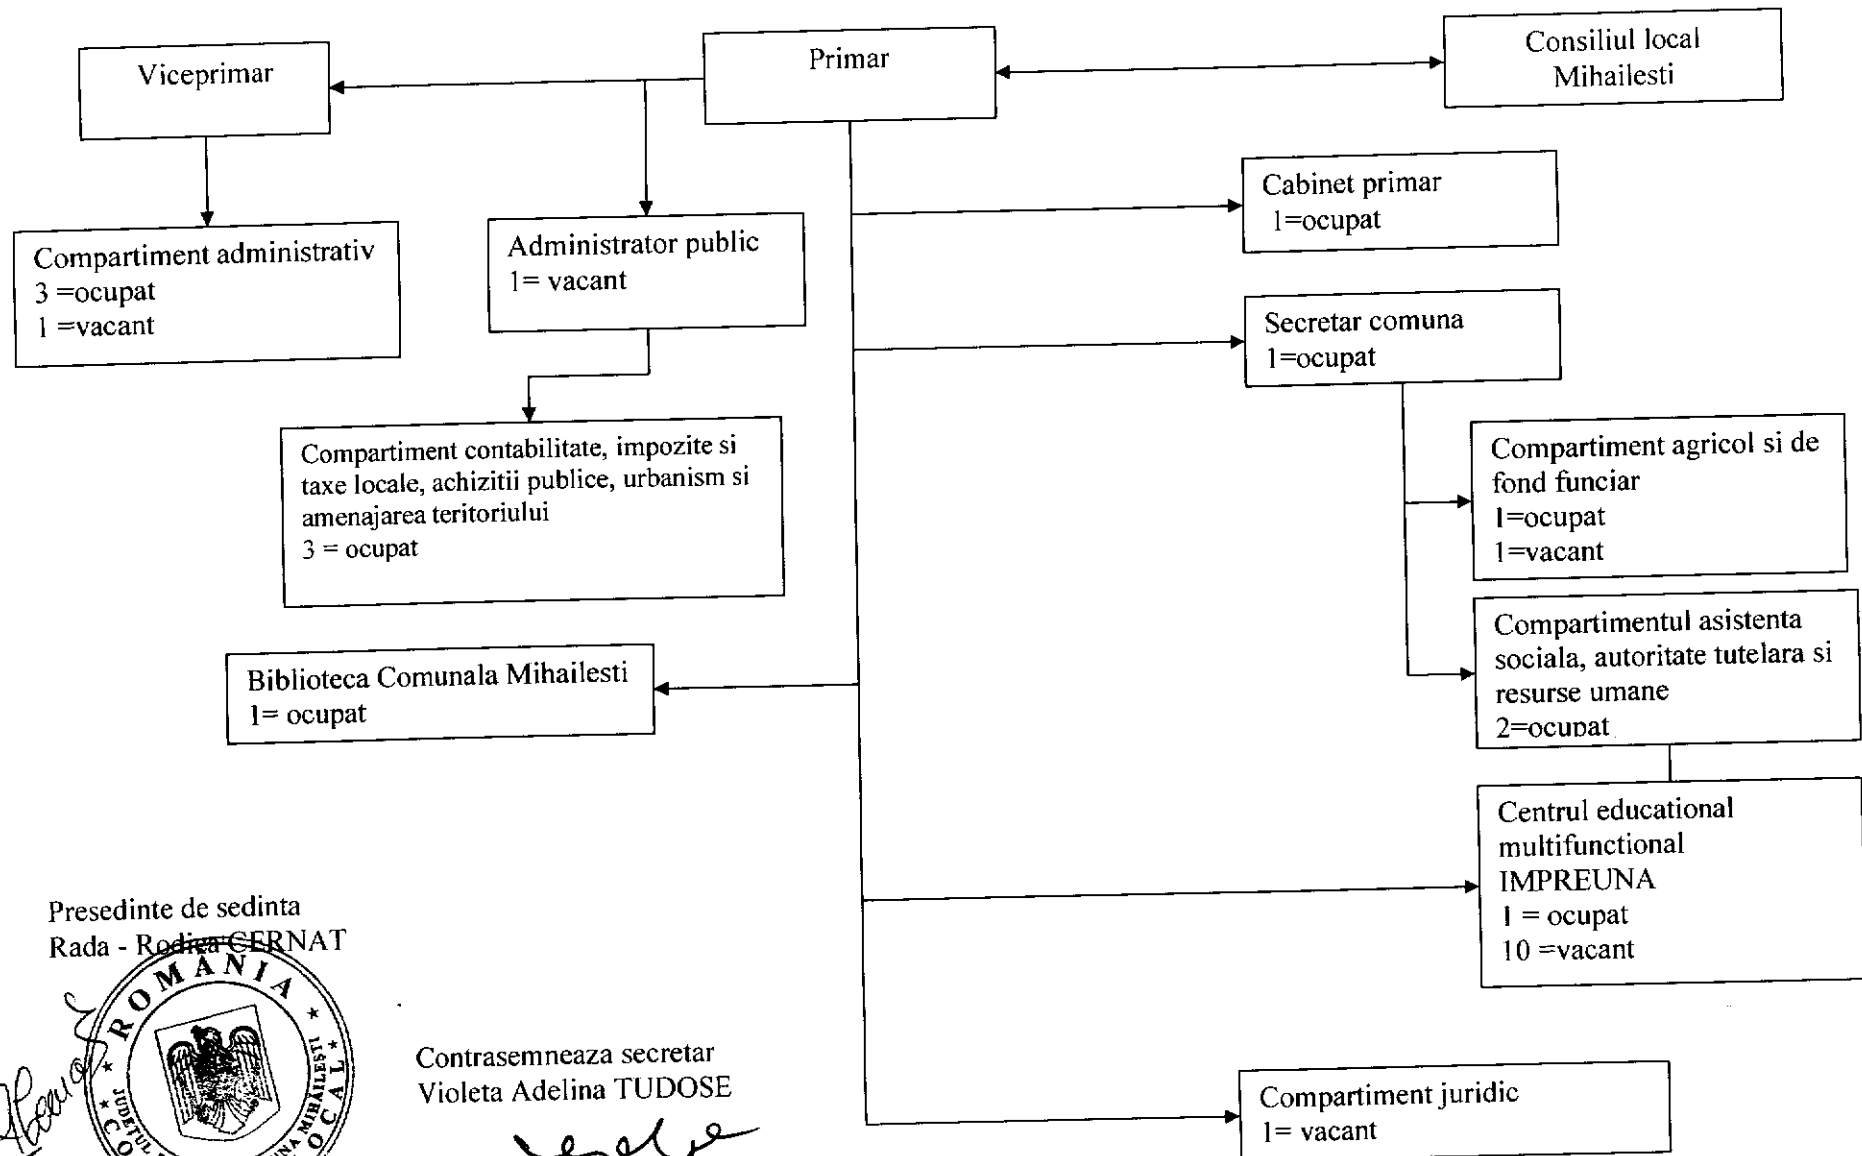 Viceprimar
Primar
Consiliul local
Mihailesti
Cabinet primar
1=ocupat
Compartiment administrativ
3 =ocupat
1 =vacant
Administrator public
1= vacant
Secretar comuna
1=ocupat
Compartiment contabilitate, impozite si
taxe locale, achizitii publice, urbanism si
amenajarea teritoriului
3 = ocupat
Compartiment agricol si de
fond funciar
1=ocupat
1=vacant
Biblioteca Comunala Mihailesti
1= ocupat
Compartimentul asistenta
sociala, autoritate tutelara si
resurse umane
2=ocupat
Centrul educational
multifunctional
IMPREUNA
1 = ocupat
10 =vacant
Presedinte de sedinta
Rada - Rodica CERNAT
ROMÂNIA
JUDEŢUL
MIHĂILEŞTI
Contrasemneaza secretar
Violeta Adelina TUDOSE
Compartiment juridic
1= vacant